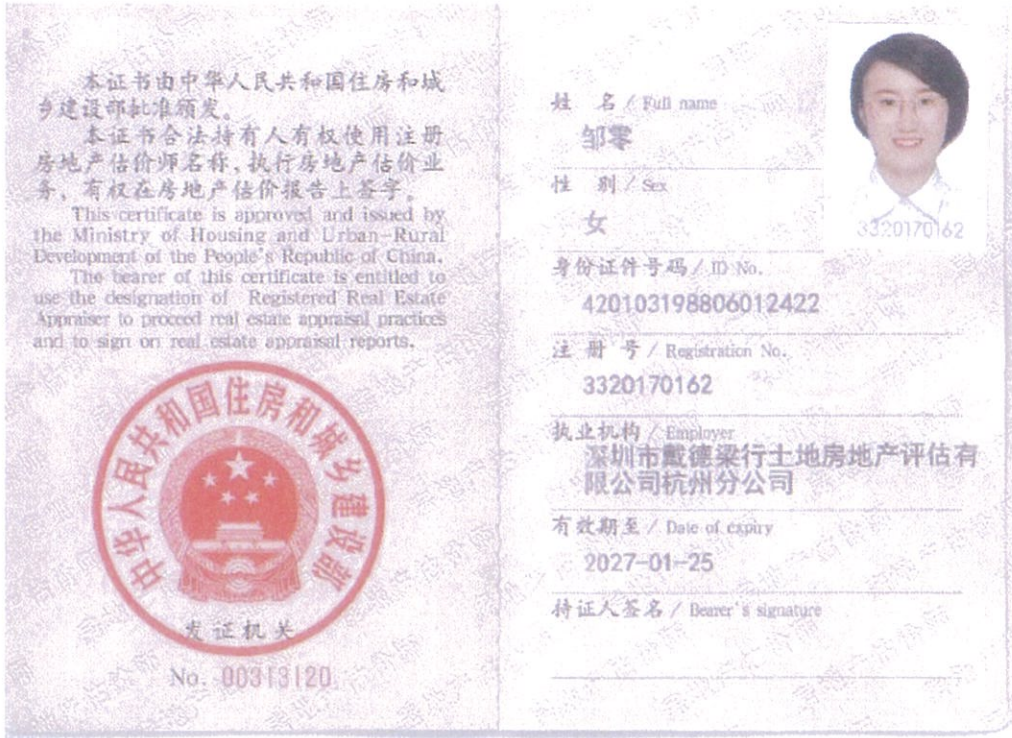 本证书由中华人民共和国住房和城
乡建设部批准颁发。
本证书合法持有人有权使用注册
房地产估价师名称，执行房地产估价业
务，有权在房地产估价报告上签字。
This certificate is approved and issued by
the Ministry of Housing and Urban-Rural
Development of the People's Republic of China.
The bearer of this certificate is entitled to
use the designation of Registered Real Estate
Appraiser to proceed real estate appraisal practices
and to sign on real estate appraisal reports.
中华人民共和国住房和城乡建设部
发证机关
No. 00313120
姓 名 / Full name
邹零
性 别 / Sex
女
3320170162
身份证件号码 / ID No.
420103198806012422
注 册 号 / Registration No.
3320170162
执业机构 / Employer
深圳市戴德梁行土地房地产评估有
限公司杭州分公司
有效期至 / Date of expiry
2027-01-25
持证人签名 / Bearer's signature